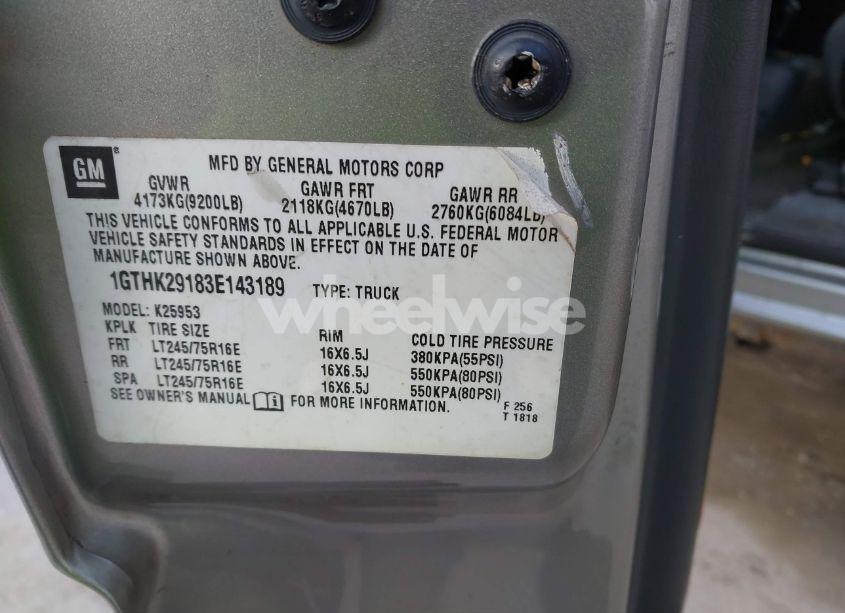 GM
MFD BY GENERAL MOTORS CORP
GVWR GAWR FRT GAWR RR
4173KG(9200LB) 2118KG(4670LB) 2760KG(6084LB)
THIS VEHICLE CONFORMS TO ALL APPLICABLE U.S. FEDERAL MOTOR
VEHICLE SAFETY STANDARDS IN EFFECT ON THE DATE OF
MANUFACTURE SHOWN ABOVE.
1GTHK29183E143189 TYPE: TRUCK
MODEL: K25953
KPLK TIRE SIZE RIM COLD TIRE PRESSURE
FRT LT245/75R16E 16X6.5J 380KPA(55PSI)
RR LT245/75R16E 16X6.5J 550KPA(80PSI)
SPA LT245/75R16E 16X6.5J 550KPA(80PSI)
SEE OWNER'S MANUAL FOR MORE INFORMATION.
F 256
T 1818
wheelwise